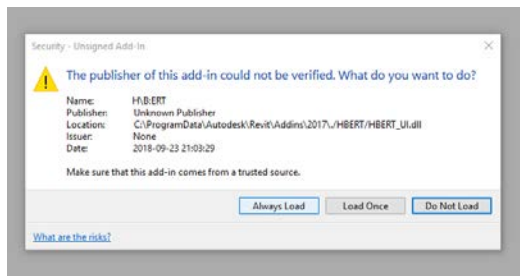 Security - Unsigned Add-In
The publisher of this add-in could not be verified. What do you want to do?
Name: H\B:ERT
Publisher: Unknown Publisher
Location: C:\ProgramData\Autodesk\Revit\Addins\2017\./HBERT/HBERT_UI.dll
Issuer: None
Date: 2018-09-23 21:03:29
Make sure that this add-in comes from a trusted source.
Always Load Load Once Do Not Load
What are the risks?